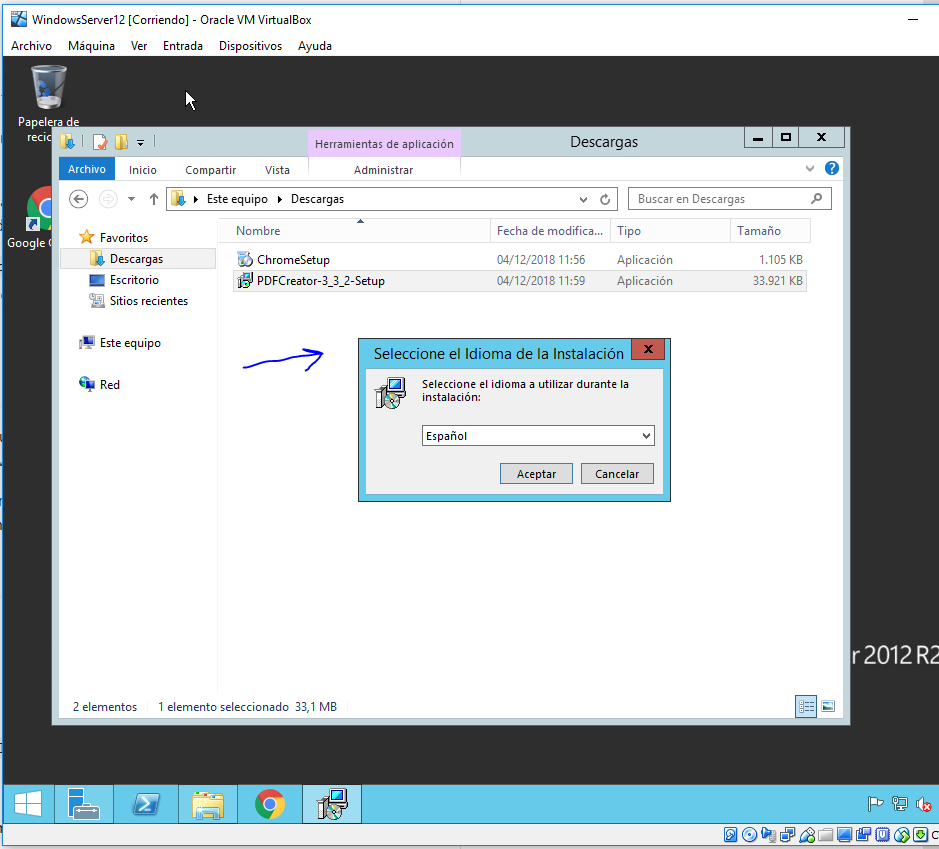 WindowsServer12 [Corriendo] - Oracle VM VirtualBox
Archivo Máquina Ver Entrada Dispositivos Ayuda
Papelera de
recic
Google C
Herramientas de aplicación
Descargas
Archivo Inicio Compartir Vista Administrar
Este equipo Descargas
Buscar en Descargas
Nombre Fecha de modifica... Tipo Tamaño
Favoritos
Descargas
Escritorio
Sitios recientes
Este equipo
Red
ChromeSetup 04/12/2018 11:56 Aplicación 1.105 KB
PDFCreator-3_3_2-Setup 04/12/2018 11:59 Aplicación 33.921 KB
Seleccione el Idioma de la Instalación
Seleccione el idioma a utilizar durante la
instalación:
Español
Aceptar Cancelar
2 elementos 1 elemento seleccionado 33,1 MB
r 2012 R2